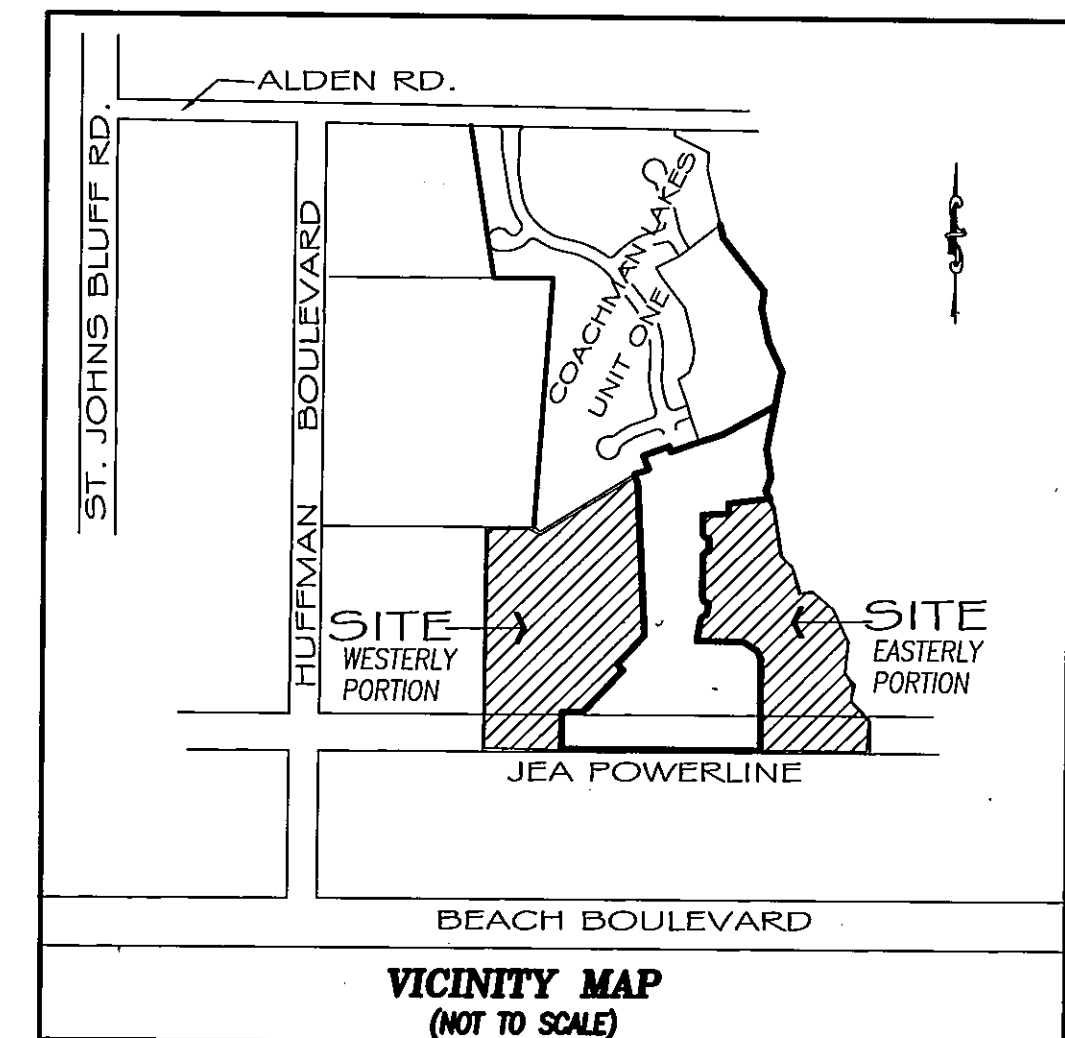 ALDEN RD.
ST. JOHNS BLUFF RD.
HUFFMAN BOULEVARD
COACHMAN LAKES
UNIT ONE
SITE
WESTERLY
PORTION
SITE
EASTERLY
PORTION
JEA POWERLINE
BEACH BOULEVARD
VICINITY MAP
(NOT TO SCALE)